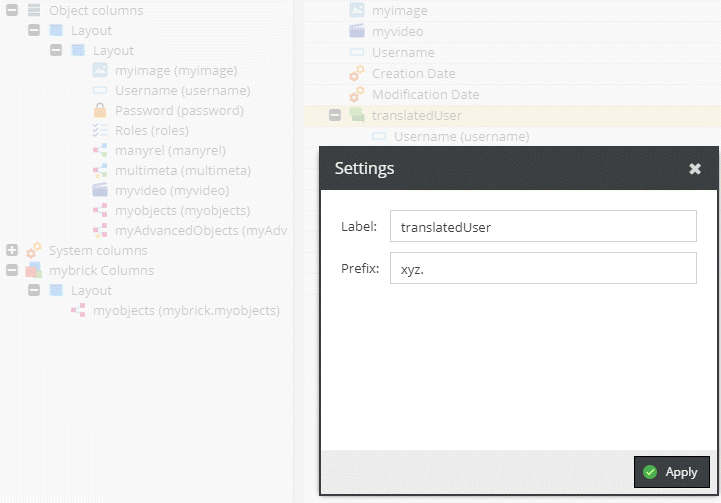 Object columns
Layout
Layout
myimage (myimage)
Username (username)
Password (password)
Roles (roles)
manyrel (manyrel)
multimeta (multimeta)
myvideo (myvideo)
myobjects (myobjects)
myAdvancedObjects (myAdv
System columns
mybrick Columns
Layout
myobjects (mybrick.myobjects)
myimage
myvideo
Username
Creation Date
Modification Date
translatedUser
Username (username)
Settings
Label: translatedUser
Prefix: xyz.
Apply